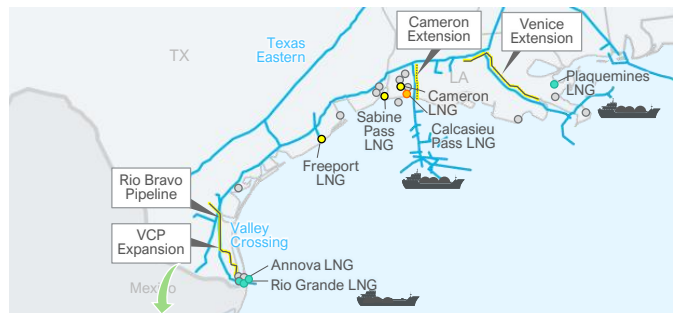 Cameron
Extension
Venice
Extension
TX
Texas
Eastern
LA
Plaquemines
LNG
Cameron
LNG
Sabine
Pass
LNG
Calcasieu
Pass LNG
Freeport
LNG
Rio Bravo
Pipeline
VCP
Expansion
Valley
Crossing
Annova LNG
Rio Grande LNG
Mexico